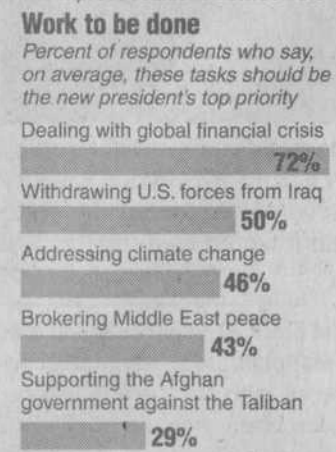 Work to be done
Percent of respondents who say,
on average, these tasks should be
the new president's top priority
Dealing with global financial crisis
72%
Withdrawing U.S. forces from Iraq
50%
Addressing climate change
46%
Brokering Middle East peace
43%
Supporting the Afghan
government against the Taliban
29%